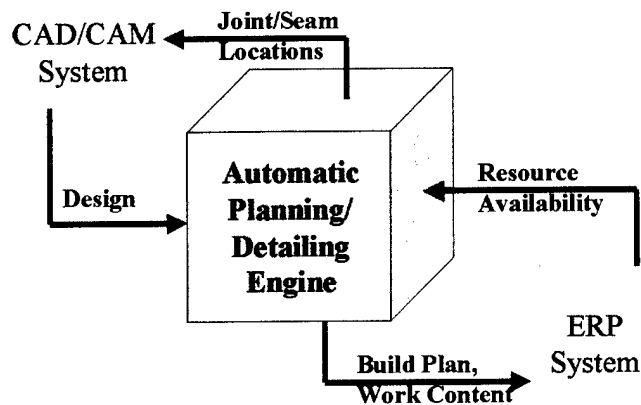 Joint/Seam
Locations
CAD/CAM
System
Design
Automatic
Planning/
Detailing
Engine
Resource
Availability
ERP
System
Build Plan,
Work Content